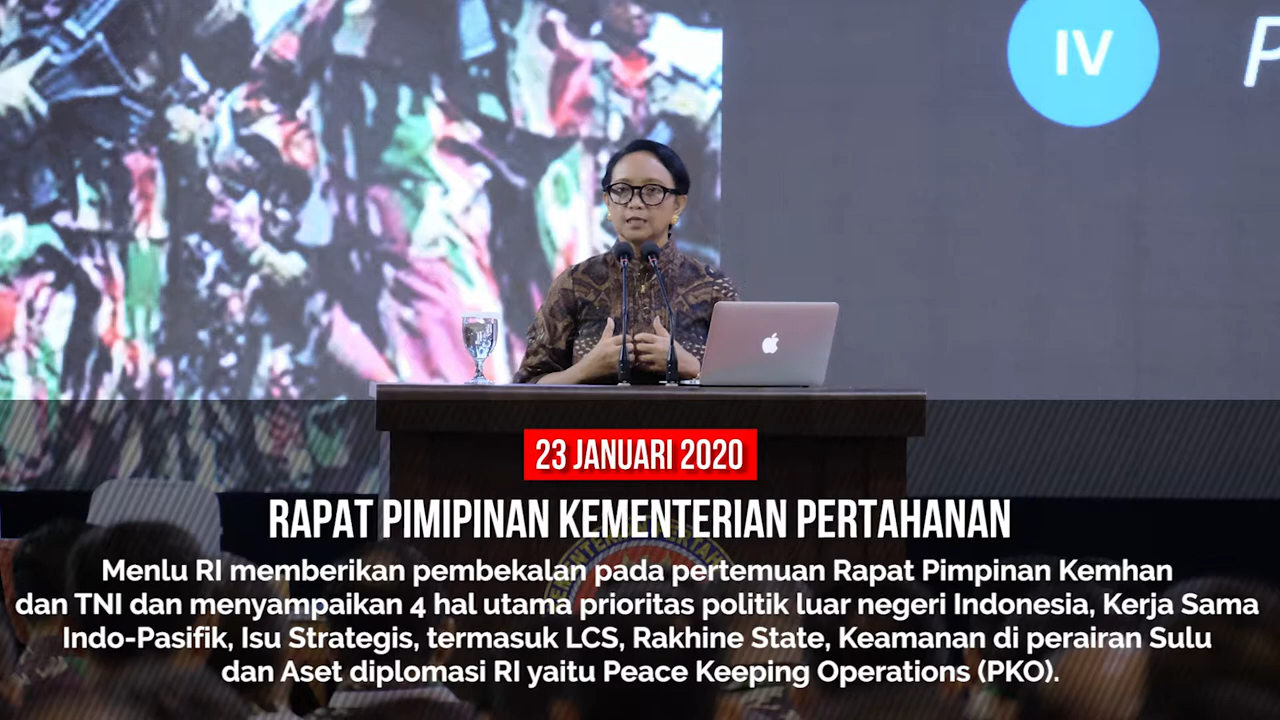 IV
P
23 JANUARI 2020
RAPAT PIMIPINAN KEMENTERIAN PERTAHANAN
Menlu RI memberikan pembekalan pada pertemuan Rapat Pimpinan Kemhan
dan TNI dan menyampaikan 4 hal utama prioritas politik luar negeri Indonesia, Kerja Sama
Indo-Pasifik, Isu Strategis, termasuk LCS, Rakhine State, Keamanan di perairan Sulu
dan Aset diplomasi RI yaitu Peace Keeping Operations (PKO).